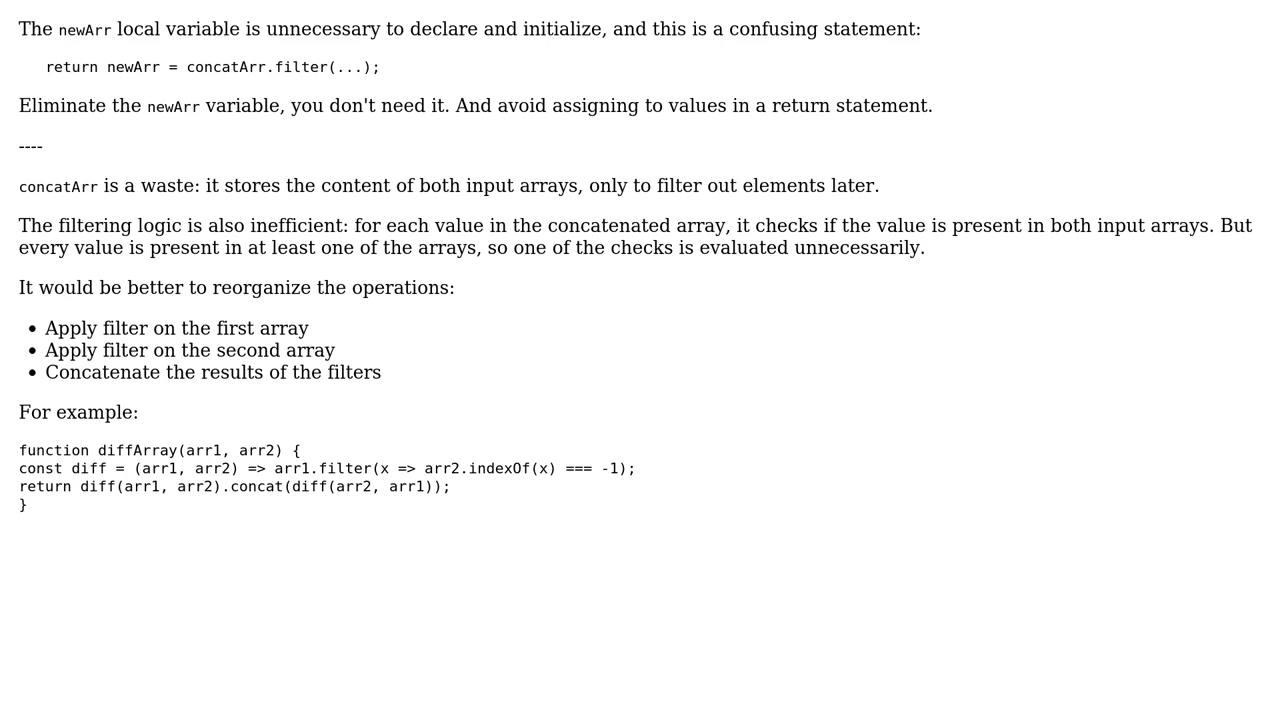 The newArr local variable is unnecessary to declare and initialize, and this is a confusing statement:
return newArr = concatArr.filter(...);
Eliminate the newArr variable, you don't need it. And avoid assigning to values in a return statement.
----
concatArr is a waste: it stores the content of both input arrays, only to filter out elements later.
The filtering logic is also inefficient: for each value in the concatenated array, it checks if the value is present in both input arrays. But
every value is present in at least one of the arrays, so one of the checks is evaluated unnecessarily.
It would be better to reorganize the operations:
• Apply filter on the first array
• Apply filter on the second array
• Concatenate the results of the filters
For example:
function diffArray(arr1, arr2) {
const diff = (arr1, arr2) => arr1.filter(x => arr2.indexOf(x) === -1);
return diff(arr1, arr2).concat(diff(arr2, arr1));
}